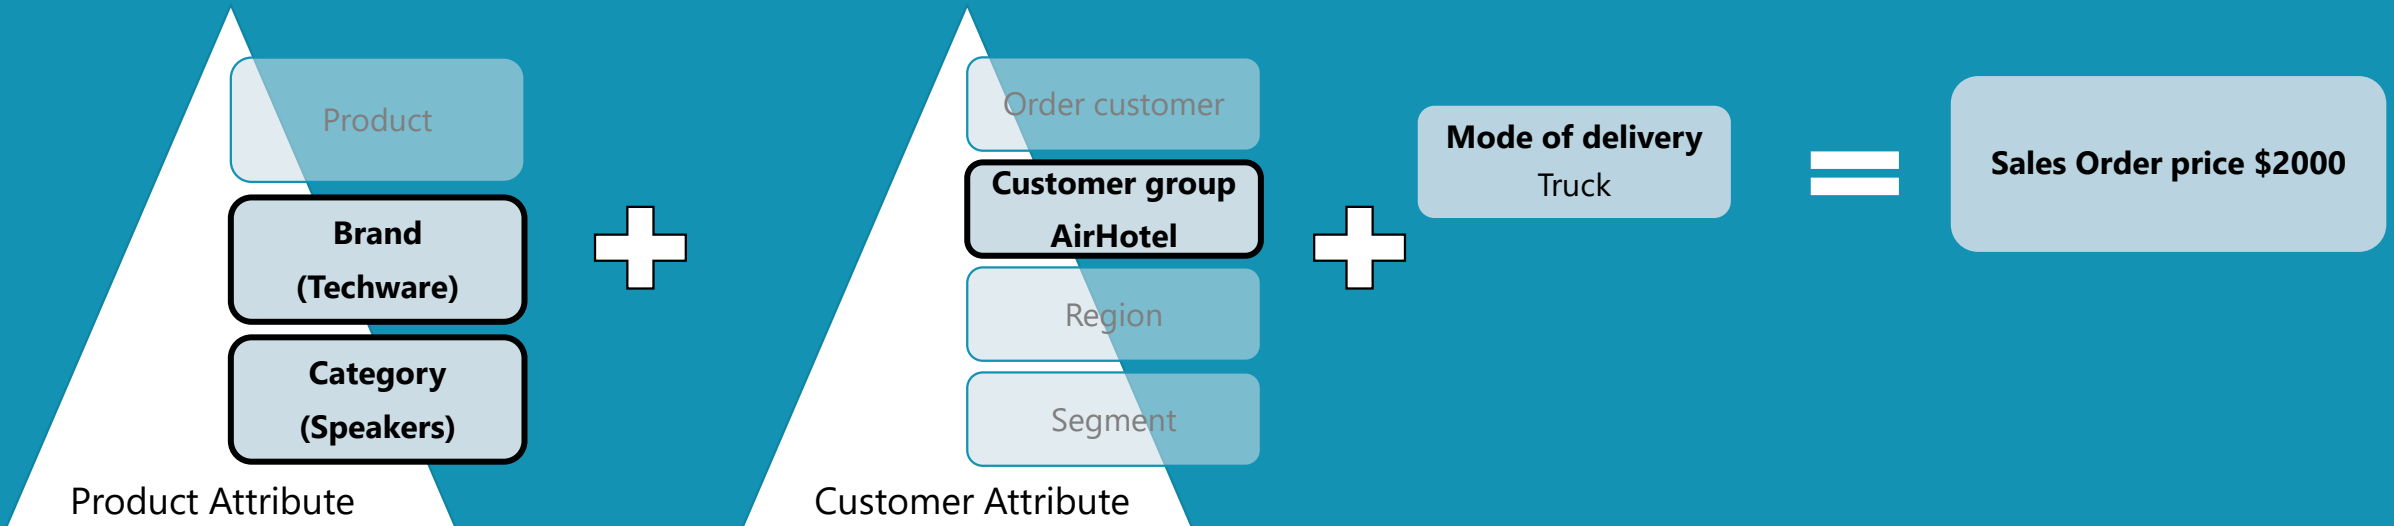 Product
Brand
(Techware)
Category
(Speakers)
Product Attribute
Order customer
Customer group
AirHotel
Region
Segment
Customer Attribute
Mode of delivery
Truck
Sales Order price $2000